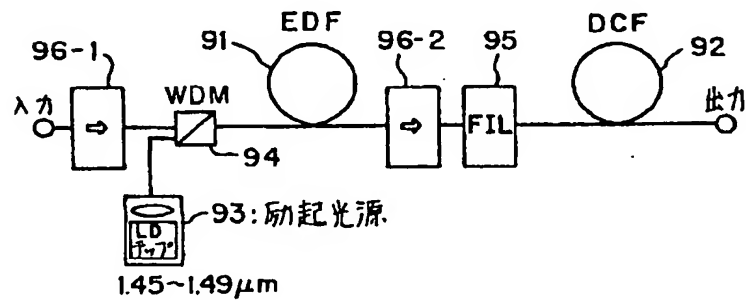 EDF
DCF
91
96-2
95
92
96-1
WDM
入力
出力
⇨
⇨
FIL
94
93:励起光源
LD
チップ
1.45~1.49μm